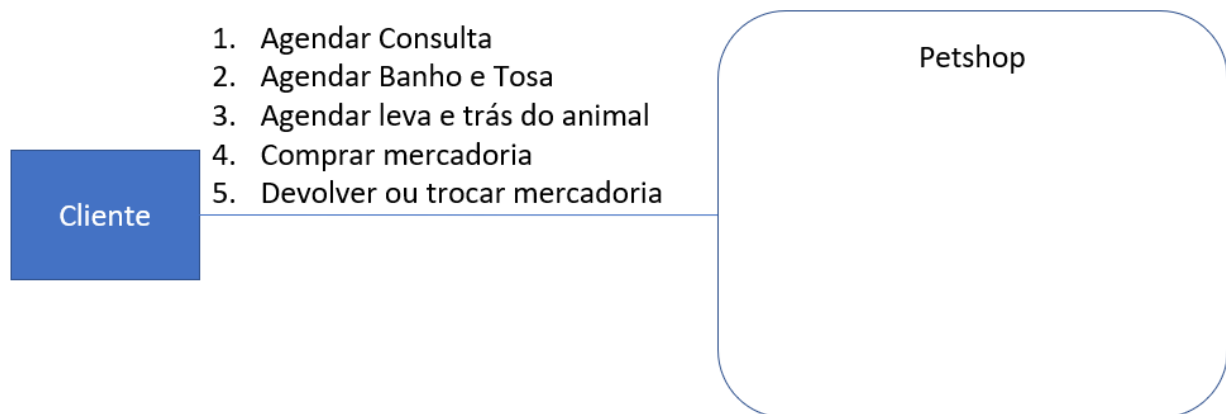 1. Agendar Consulta
2. Agendar Banho e Tosa
3. Agendar leva e trás do animal
4. Comprar mercadoria
5. Devolver ou trocar mercadoria
Cliente
Petshop